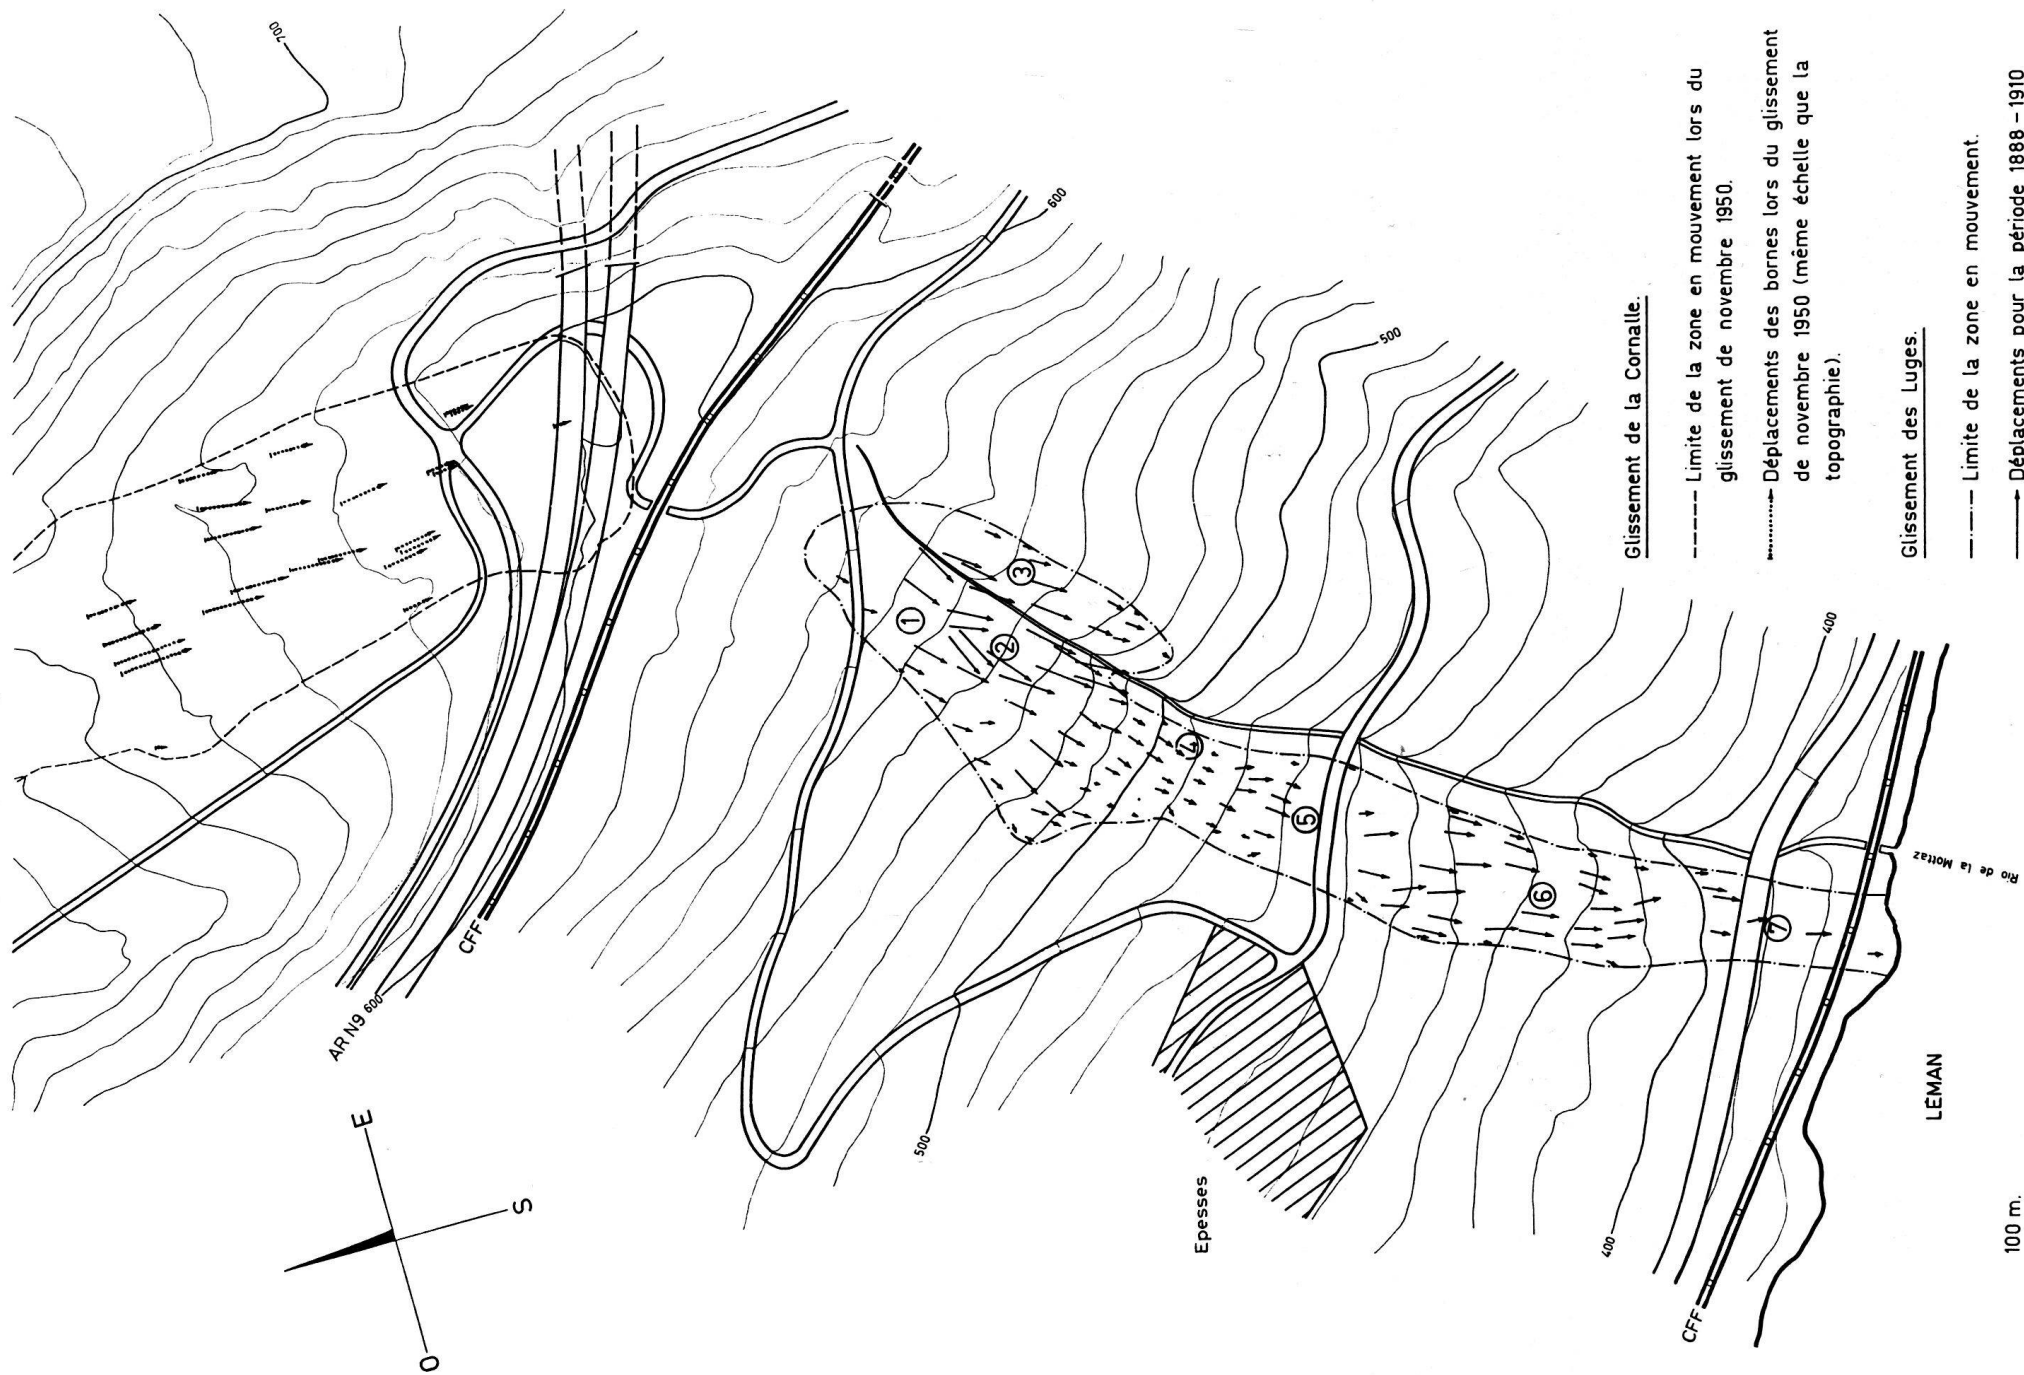 700
600
500
400
E
S
O
AR N9
600
CFF
500
Epesses
400
CFF
LÉMAN
Rio de la Mottaz
1
2
3
4
5
6
7
Glissement de la Cornalle.
Limite de la zone en mouvement lors du
glissement de novembre 1950.
Déplacements des bornes lors du glissement
de novembre 1950 (même échelle que la
topographie).
Glissement des Luges.
Limite de la zone en mouvement.
Déplacements pour la période 1888 – 1910
100 m.